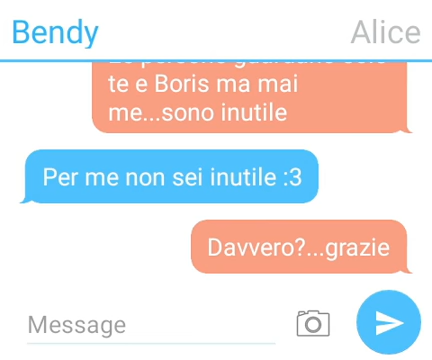 Bendy Alice
te e Boris ma mai
me...sono inutile
Per me non sei inutile :3
Davvero?...grazie
Message